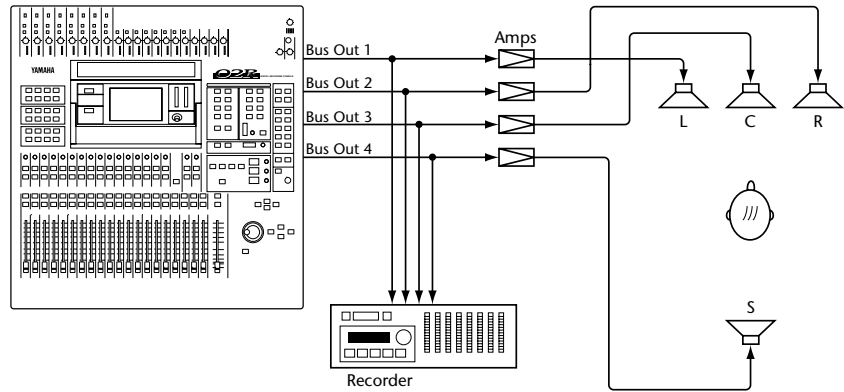 Amps
YAMAHA
02R
Bus Out 1
Bus Out 2
Bus Out 3
Bus Out 4
L
C
R
S
Recorder